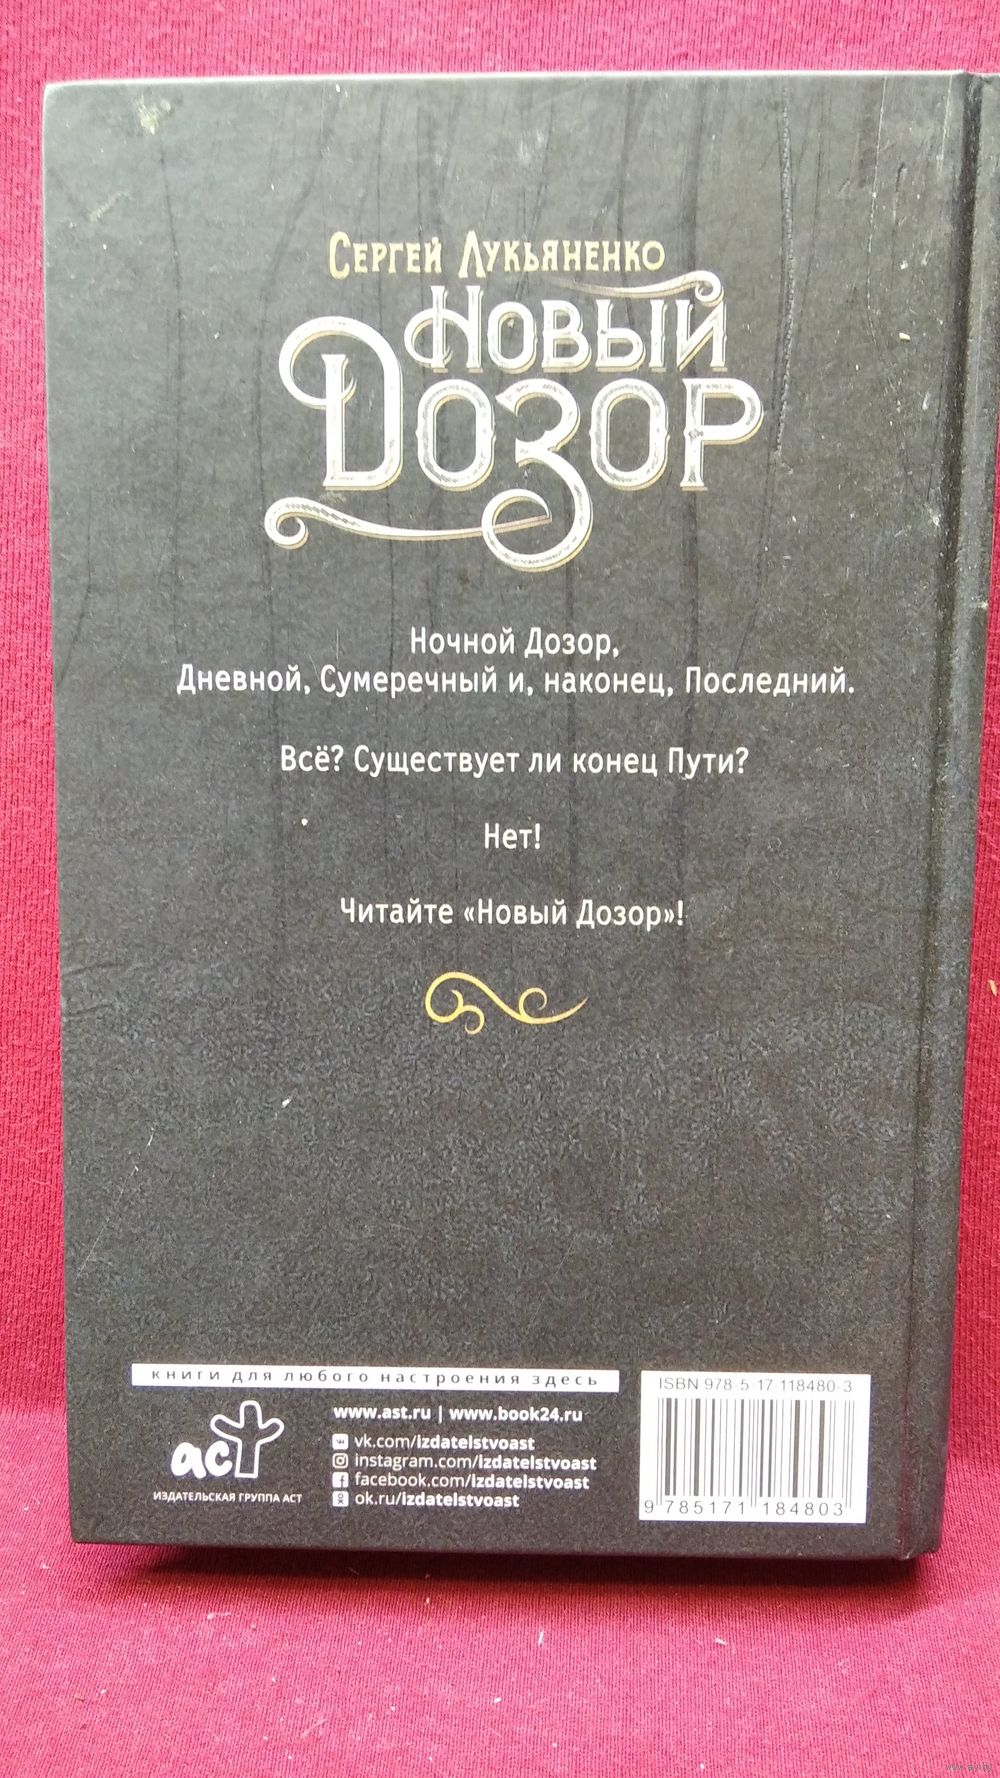 Сергей Лукьяненко
Новый
Дозор
Ночной Дозор,
Дневной, Сумеречный и, наконец, Последний.
Всё? Существует ли конец Пути?
Нет!
Читайте «Новый Дозор»!
книги для любого настроения здесь
аст
ИЗДАТЕЛЬСКАЯ ГРУППА АСТ
www.ast.ru | www.book24.ru
vk.com/izdatelstvoast
instagram.com/izdatelstvoast
facebook.com/izdatelstvoast
ok.ru/izdatelstvoast
ISBN 978-5-17-118480-3
9 785171 184803